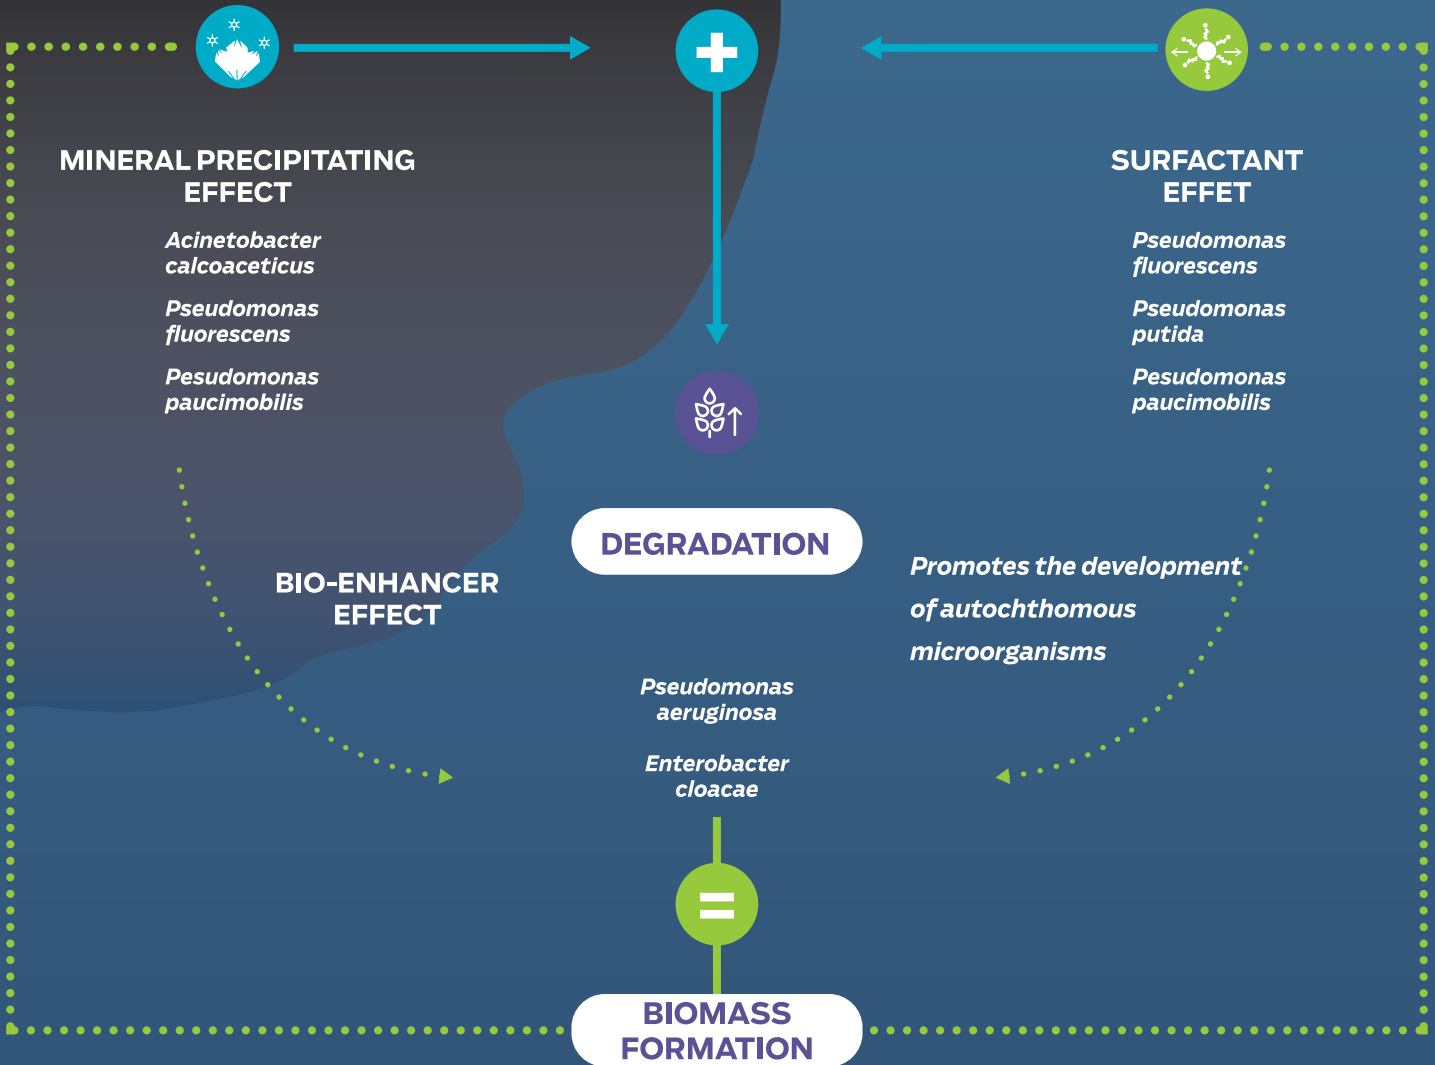 MINERAL PRECIPITATING
EFFECT
Acinetobacter
calcoaceticus
Pseudomonas
fluorescens
Pesudomonas
paucimobilis
SURFACTANT
EFFET
Pseudomonas
fluorescens
Pseudomonas
putida
Pesudomonas
paucimobilis
DEGRADATION
BIO-ENHANCER
EFFECT
Promotes the development
of autochthomous
microorganisms
Pseudomonas
aeruginosa
Enterobacter
cloacae
=
BIOMASS
FORMATION